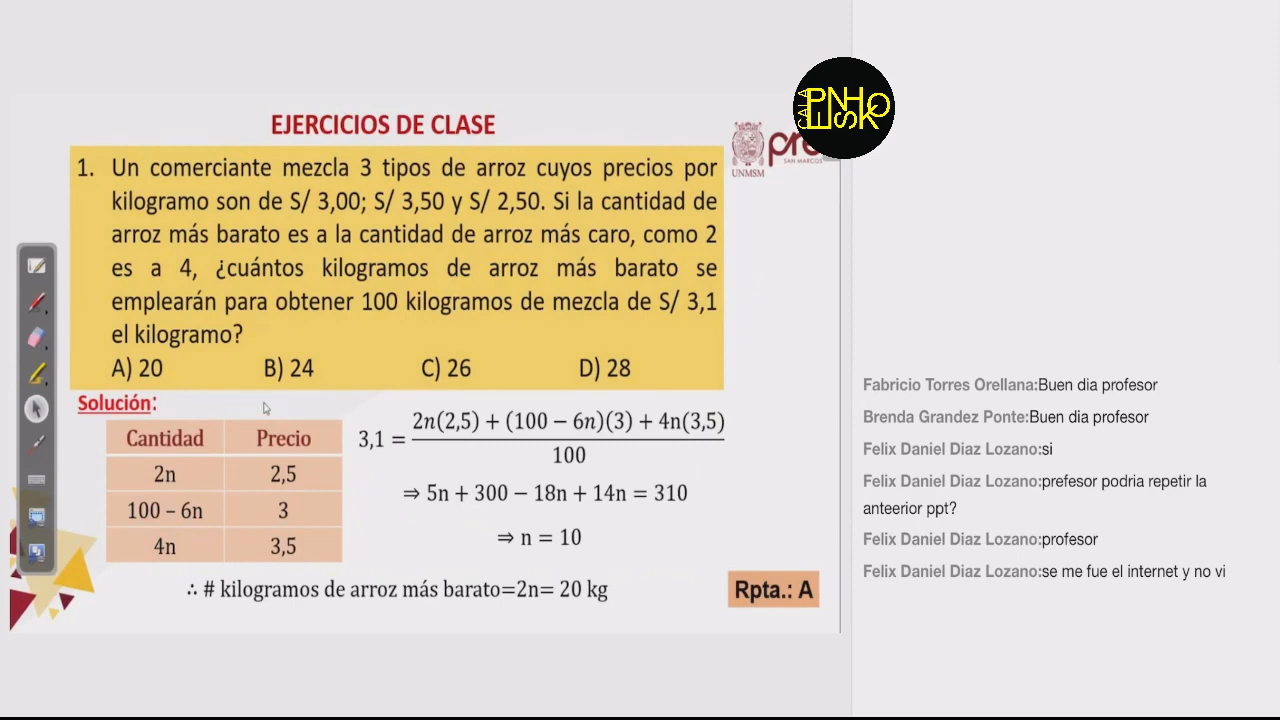 EJERCICIOS DE CLASE
1. Un comerciante mezcla 3 tipos de arroz cuyos precios por
kilogramo son de S/ 3,00; S/ 3,50 y S/ 2,50. Si la cantidad de
arroz más barato es a la cantidad de arroz más caro, como 2
es a 4, ¿cuántos kilogramos de arroz más barato se
emplearán para obtener 100 kilogramos de mezcla de S/ 3,1
el kilogramo?
A) 20 B) 24 C) 26 D) 28
UNMSM
pre
SAN MARCOS
CALA
PNHO
ESK
Solución:
Cantidad Precio
2n 2,5
100 – 6n 3
4n 3,5
3,1 = 2n(2,5) + (100 − 6n)(3) + 4n(3,5)
100
⇒ 5n + 300 − 18n + 14n = 310
⇒ n = 10
∴ # kilogramos de arroz más barato=2n= 20 kg
Rpta.: A
Fabricio Torres Orellana:Buen dia profesor
Brenda Grandez Ponte:Buen dia profesor
Felix Daniel Diaz Lozano:si
Felix Daniel Diaz Lozano:prefesor podria repetir la
anteerior ppt?
Felix Daniel Diaz Lozano:profesor
Felix Daniel Diaz Lozano:se me fue el internet y no vi